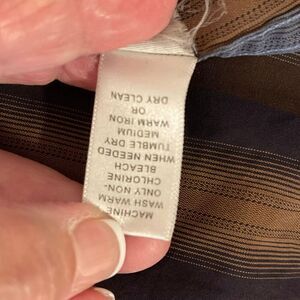 MACHINE
WASH WARM
ONLY NON-
CHLORINE
BLEACH
WHEN NEEDED
TUMBLE DRY
MEDIUM
WARM IRON
OR
DRY CLEAN